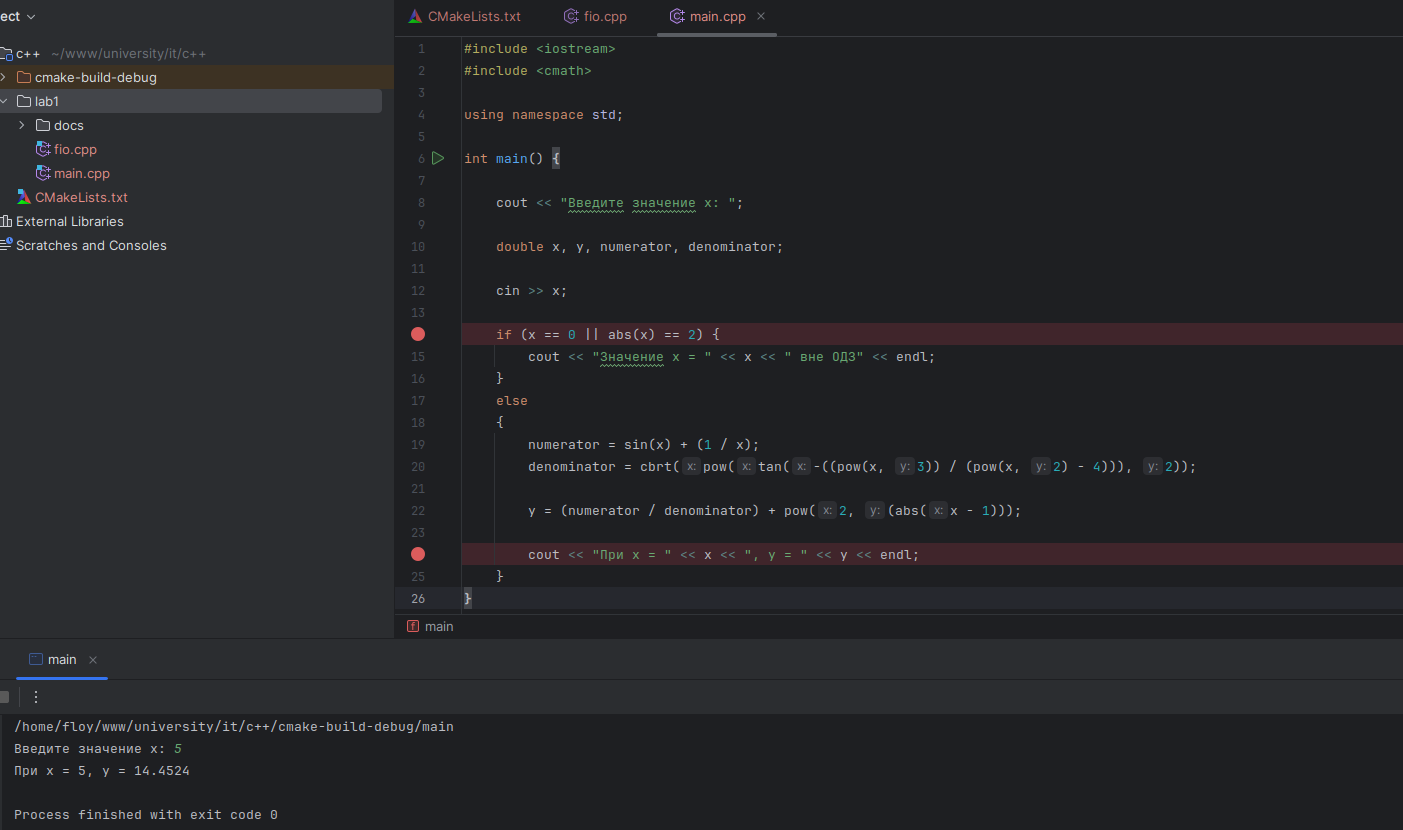 ect
CMakeLists.txt fio.cpp main.cpp
c++ ~/www/university/it/c++
cmake-build-debug
lab1
docs
fio.cpp
main.cpp
CMakeLists.txt
External Libraries
Scratches and Consoles
1 #include <iostream>
2 #include <cmath>
3
4 using namespace std;
5
6 int main() {
7
8 cout << "Введите значение x: ";
9
10 double x, y, numerator, denominator;
11
12 cin >> x;
13
if (x == 0 || abs(x) == 2) {
15 cout << "Значение x = " << x << " вне ОДЗ" << endl;
16 }
17 else
18 {
19 numerator = sin(x) + (1 / x);
20 denominator = cbrt( x: pow( x: tan( x: -((pow(x, y: 3)) / (pow(x, y: 2) - 4))), y: 2));
21
22 y = (numerator / denominator) + pow( x: 2, y: (abs( x: x - 1)));
23
cout << "При x = " << x << ", y = " << y << endl;
25 }
26 }
f main
main
/home/floy/www/university/it/c++/cmake-build-debug/main
Введите значение x: 5
При x = 5, y = 14.4524
Process finished with exit code 0